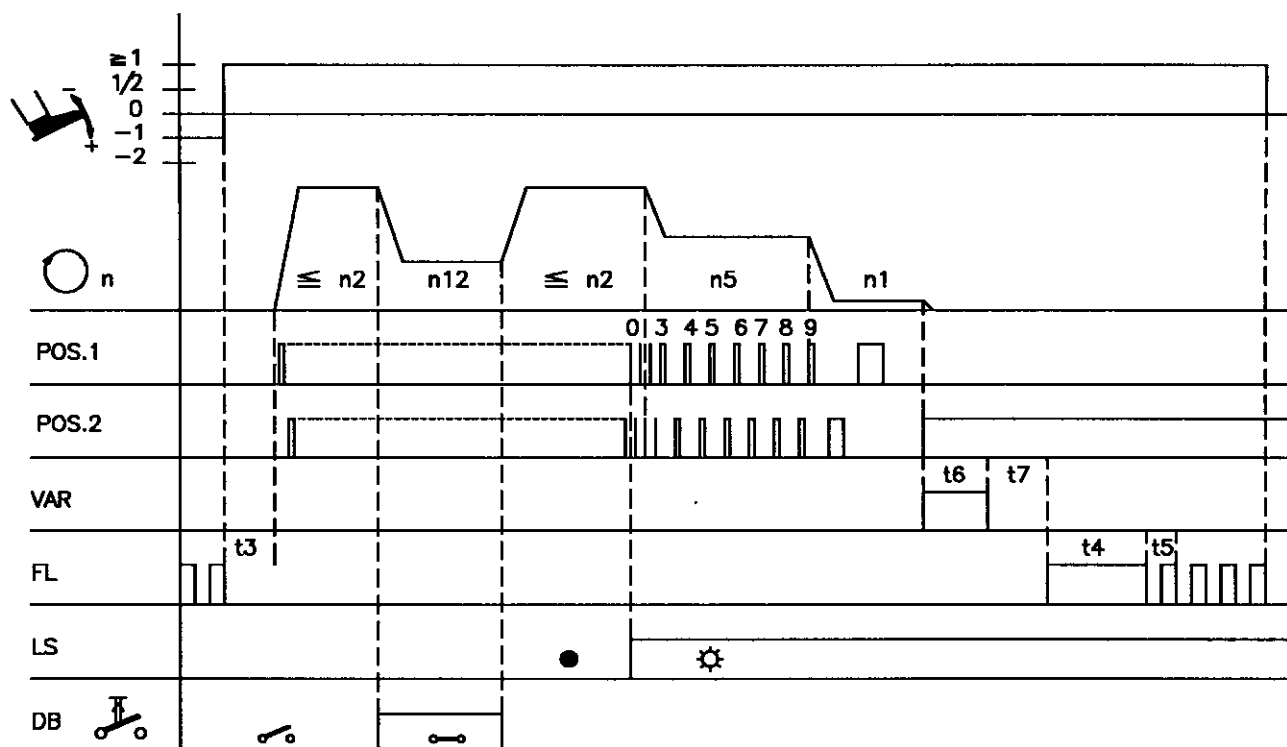 ≧1
1/2
0
−1
−2
− +
n
≦ n2 n12 ≦ n2 n5 n1
0 3 4 5 6 7 8 9
POS.1
POS.2
VAR t6 t7
t3 t4 t5
FL
LS
DB